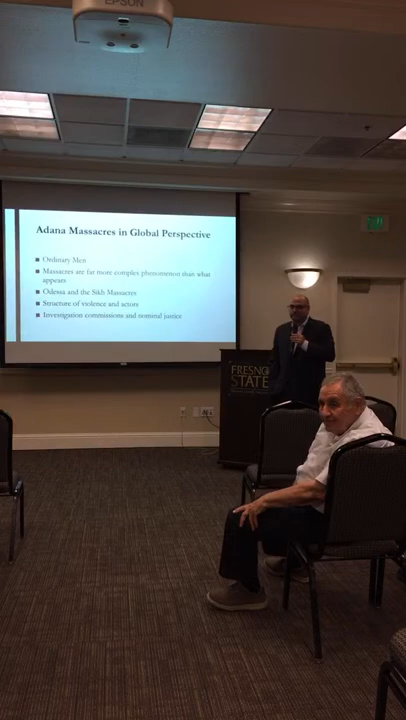 EPSON
Adana Massacres in Global Perspective
Ordinary Men
Massacres are far more complex phenomenon than what
appears
Odessa and the Sikh Massacres
Structure of violence and actors
Investigation commissions and nominal justice
EXIT
FRESNO
STATE